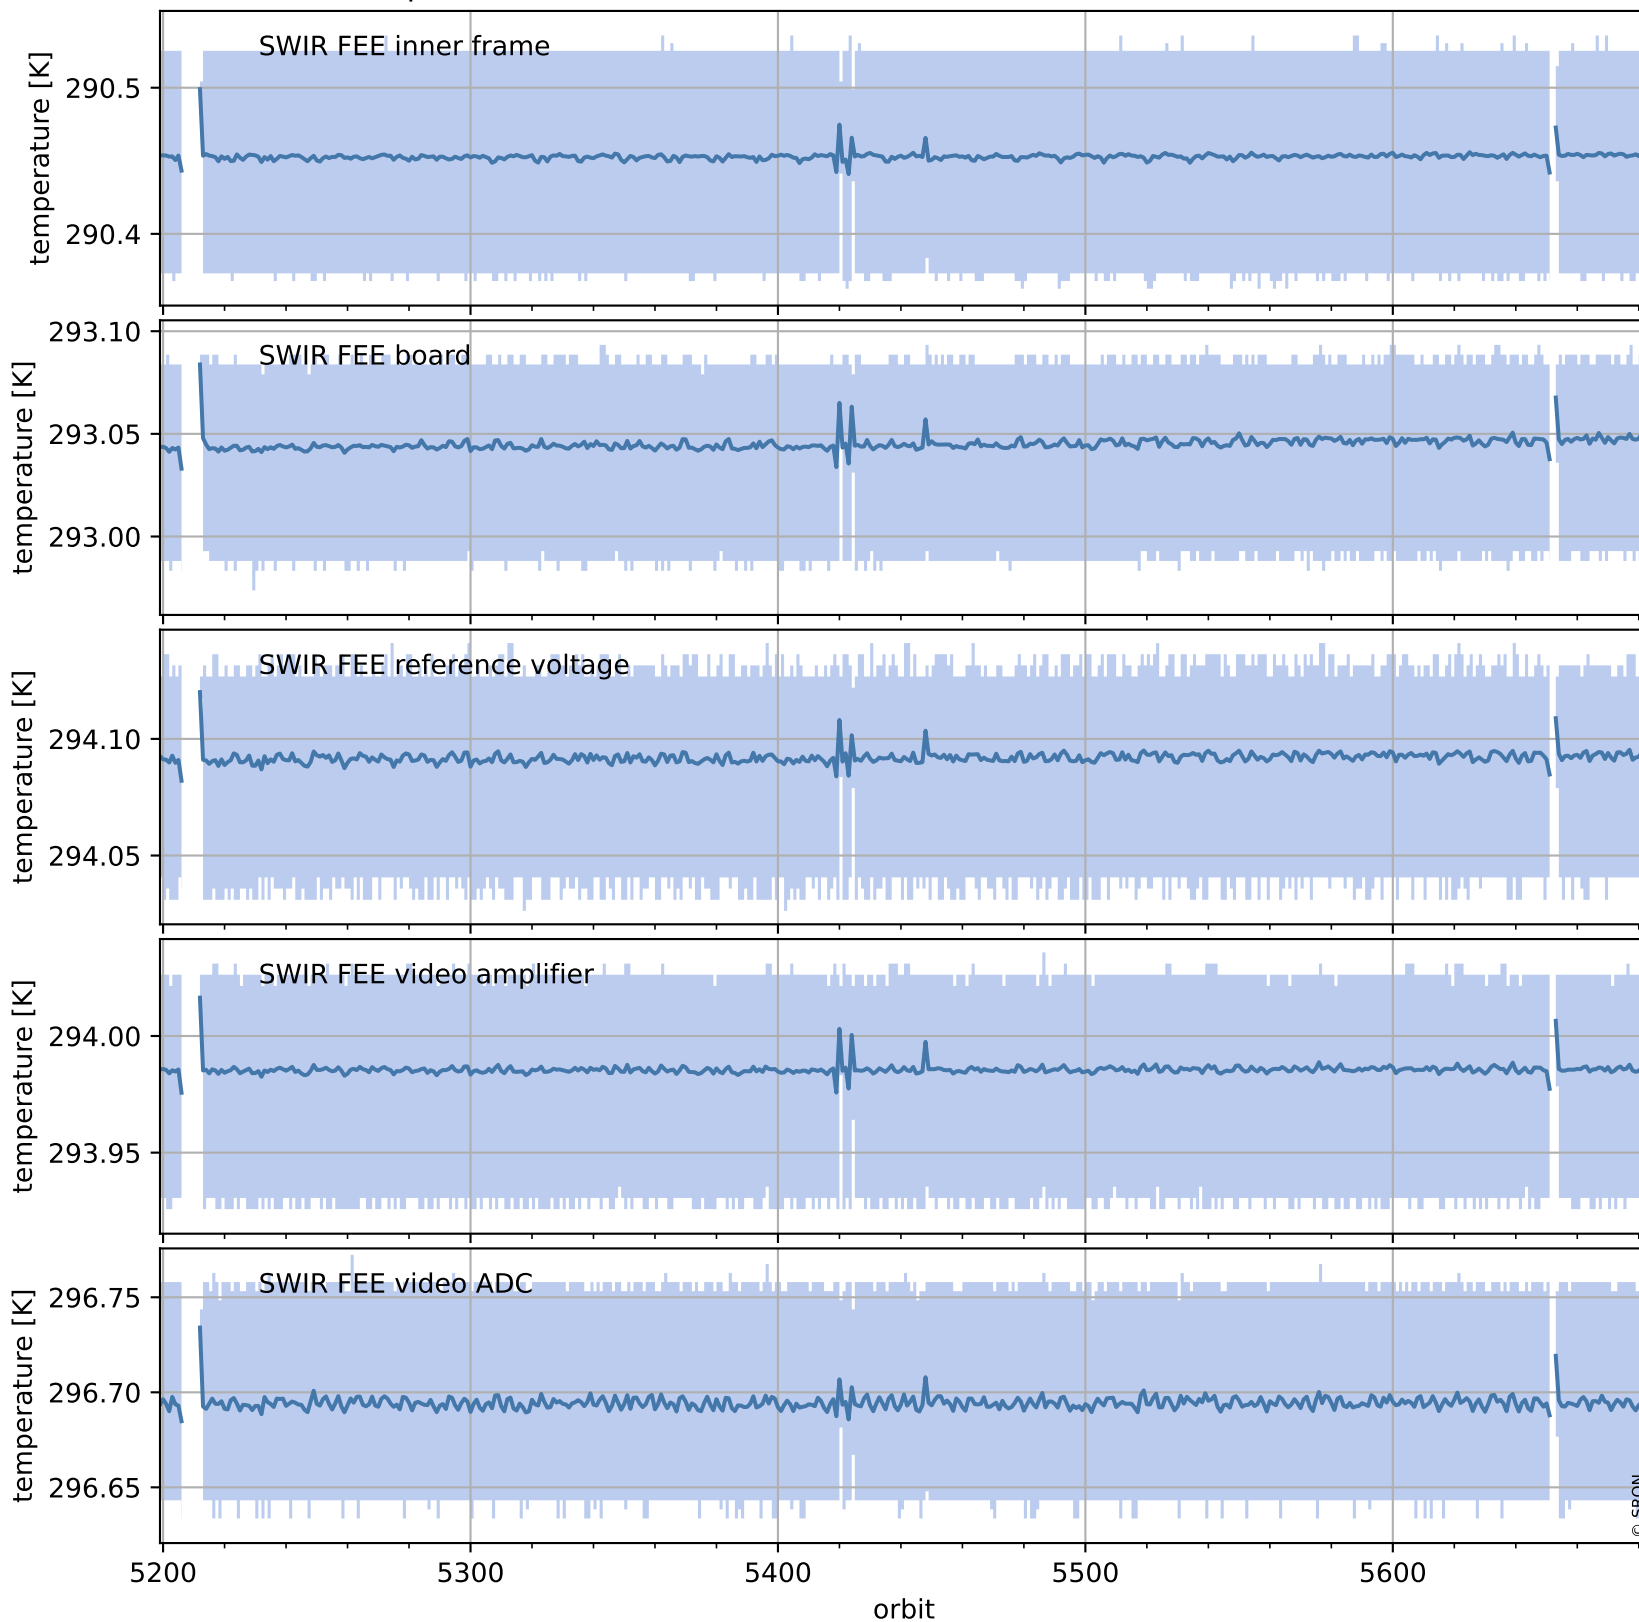 SWIR FEE inner frame
temperature [K]
290.5
290.4
SWIR FEE board
temperature [K]
293.10
293.05
293.00
SWIR FEE reference voltage
temperature [K]
294.10
294.05
SWIR FEE video amplifier
temperature [K]
294.00
293.95
SWIR FEE video ADC
temperature [K]
296.75
296.70
296.65
© SRON
5200 5300 5400 5500 5600
orbit